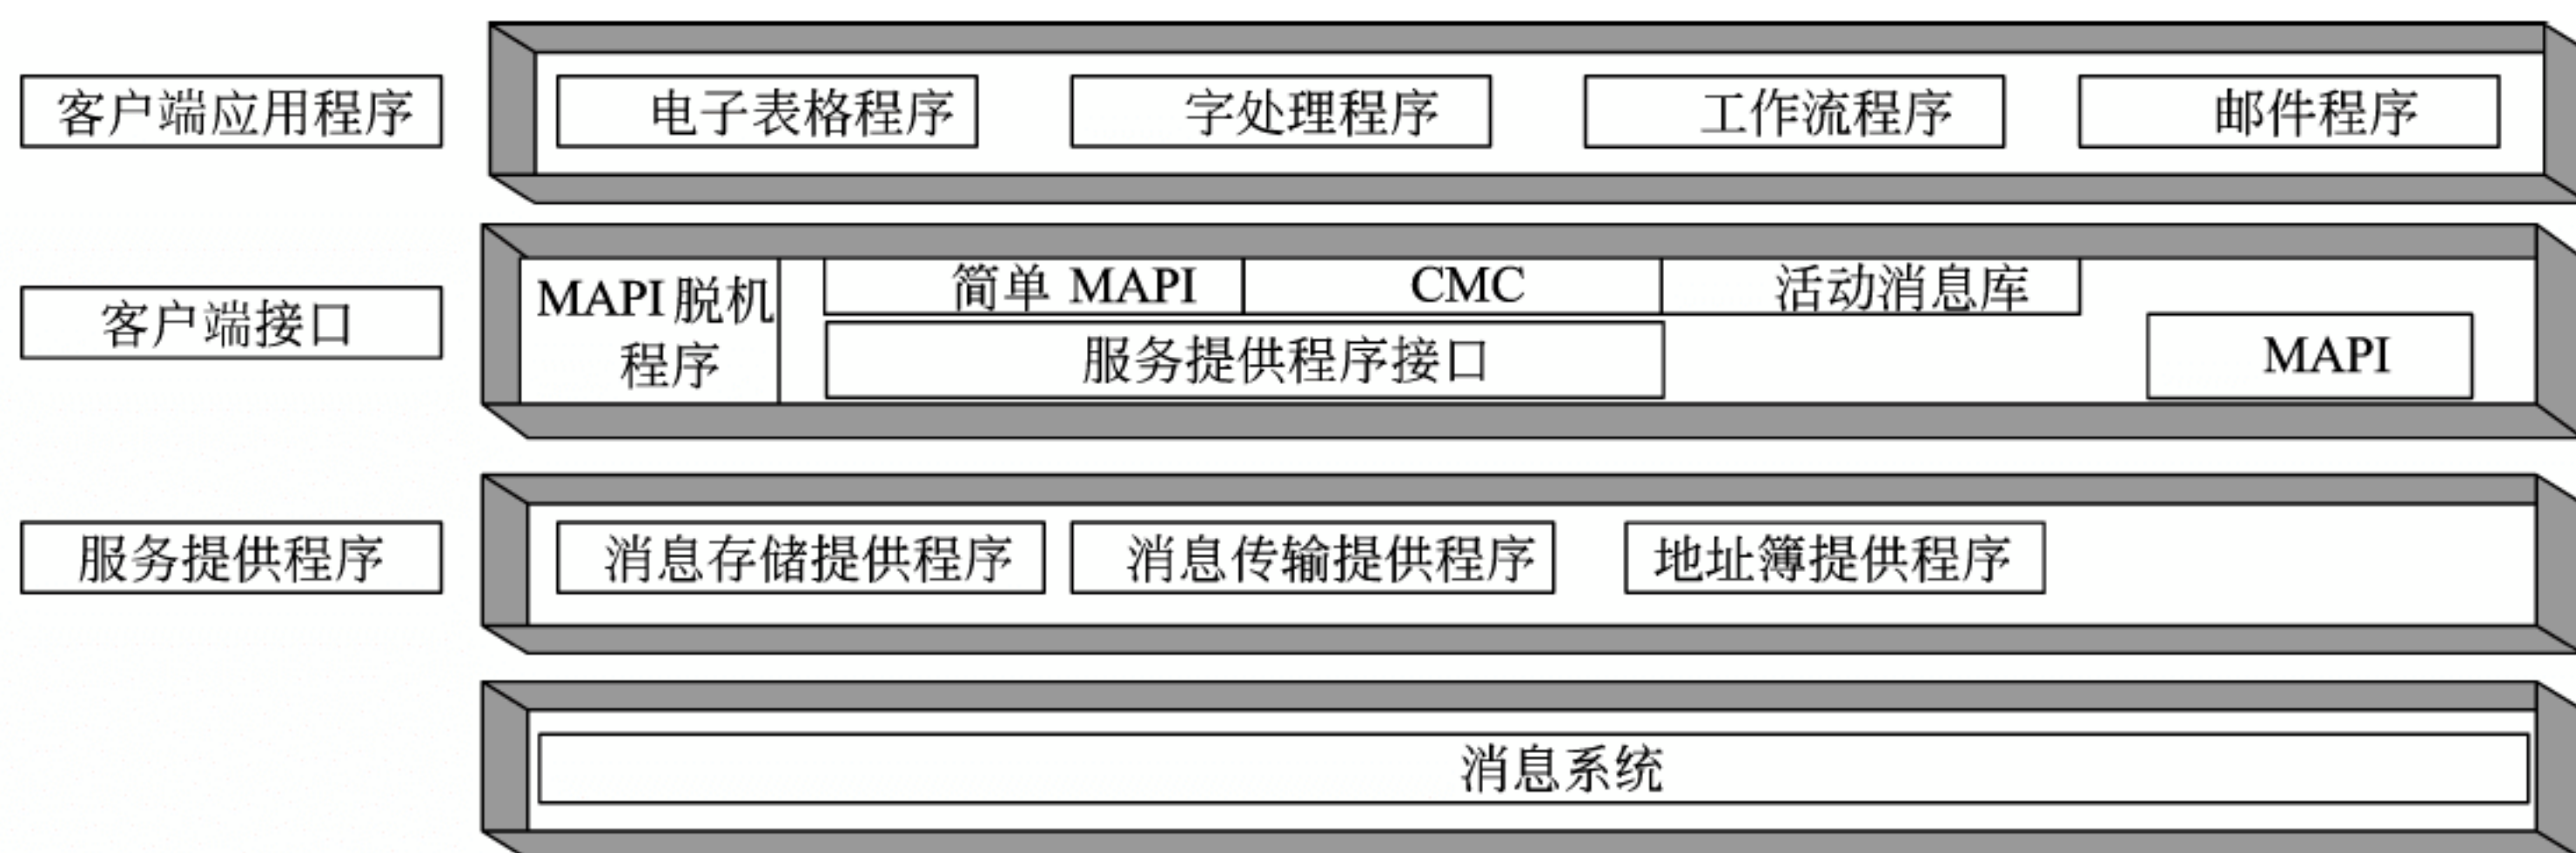 客户端应用程序
电子表格程序
字处理程序
工作流程序
邮件程序
客户端接口
MAPI 脱机
程序
简单 MAPI
CMC
活动消息库
服务提供程序接口
MAPI
服务提供程序
消息存储提供程序
消息传输提供程序
地址簿提供程序
消息系统